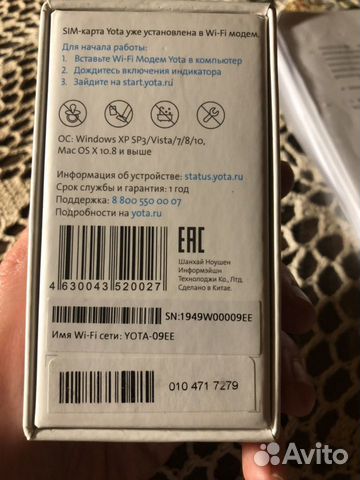 SIM-карта Yota уже установлена в Wi-Fi модем.
Для начала работы:
1. Вставьте Wi-Fi Модем Yota в компьютер
2. Дождитесь включения индикатора
3. Зайдите на start.yota.ru
ОС: Windows XP SP3/Vista/7/8/10,
Mac OS X 10.8 и выше
Информация об устройстве: status.yota.ru
Срок службы и гарантия: 1 год
Поддержка: 8 800 550 00 07
Подробности на yota.ru
EAC
Шанхай Ноушен
Информэйшн
Технолоджи Ко., Лтд.
Сделано в Китае.
4 630043 520027
SN:1949W00009EE
Имя Wi-Fi сети: YOTA-09EE
010 471 7279
Avito